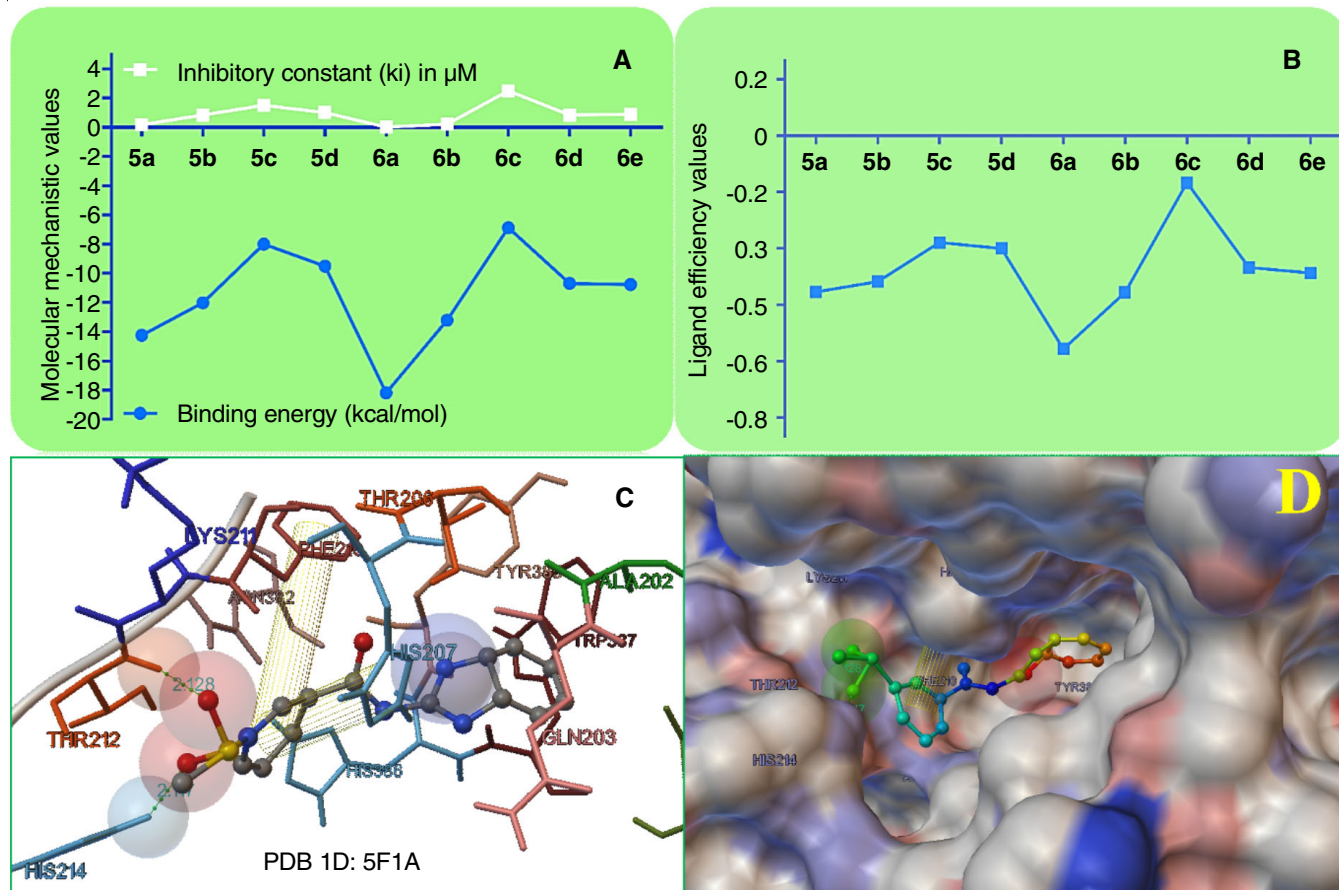 A
Inhibitory constant (ki) in µM
Molecular mechanistic values
4
2
0
-2
-4
-6
-8
-10
-12
-14
-16
-18
-20
5a 5b 5c 5d 6a 6b 6c 6d 6e
Binding energy (kcal/mol)
B
Ligand efficiency values
0.2
0
-0.2
0.3
-0.5
-0.6
-0.8
5a 5b 5c 5d 6a 6b 6c 6d 6e
C
THR206
LYS211
TYR385
ALA202
TRP387
HIS207
2.128
THR212
GLN203
HIS386
HIS214
PDB 1D: 5F1A
D
THR212
HIS214